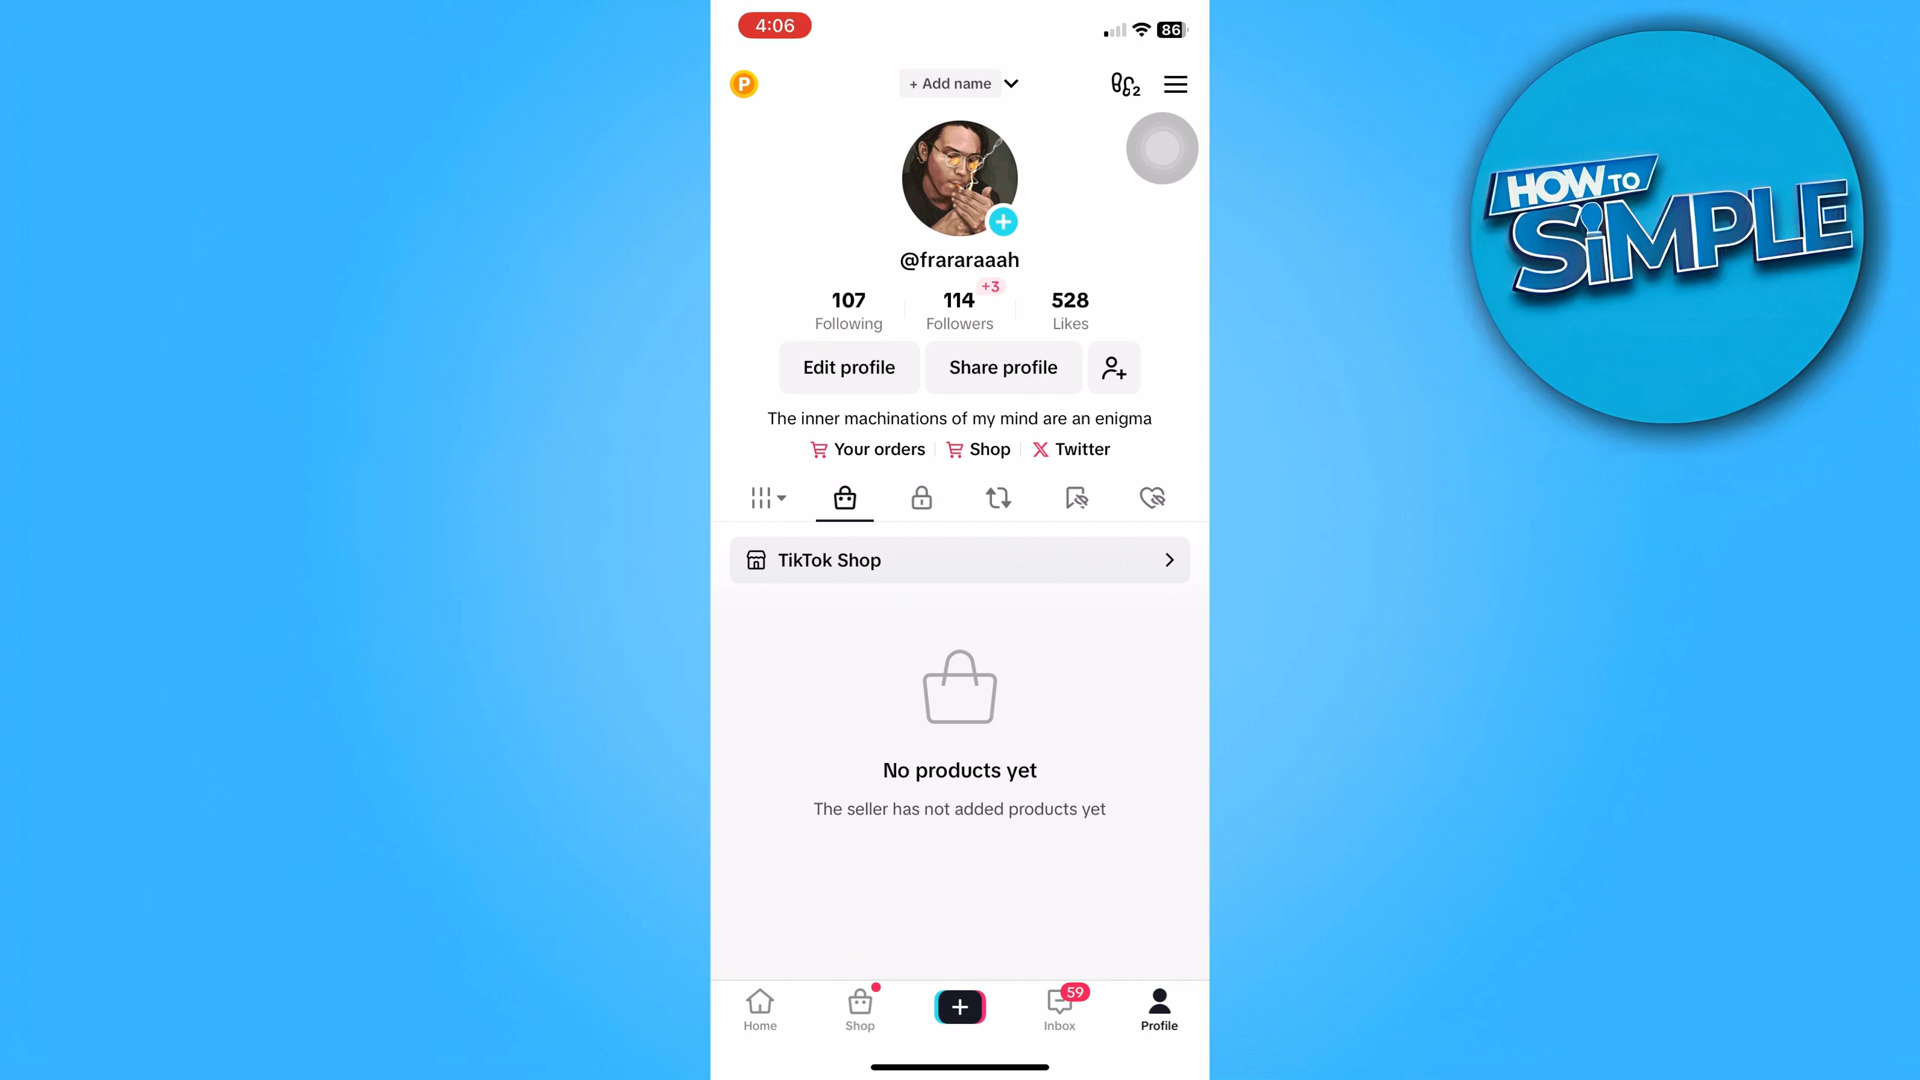 4:06
86
P
+ Add name
2
@frararaaah
107
114
+3
528
Following
Followers
Likes
Edit profile
Share profile
The inner machinations of my mind are an enigma
Your orders
Shop
Twitter
TikTok Shop
No products yet
The seller has not added products yet
Home
Shop
59
Inbox
Profile
HOW TO
SiMPLE